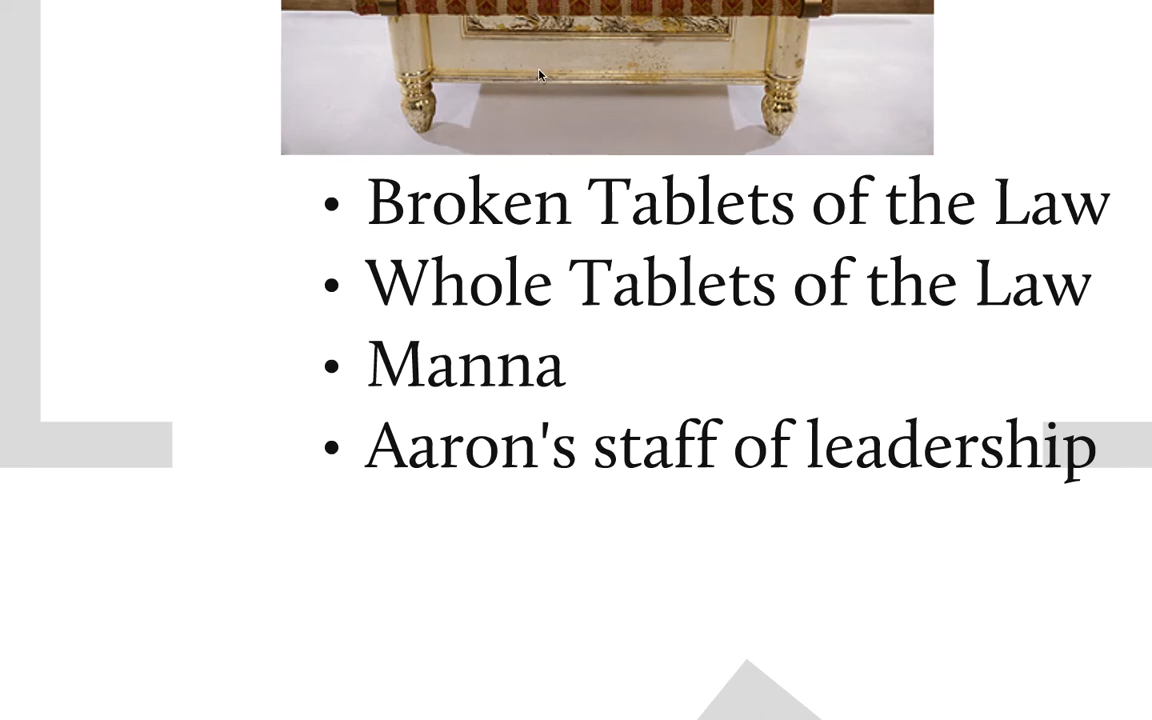 • Broken Tablets of the Law
• Whole Tablets of the Law
• Manna
• Aaron's staff of leadership